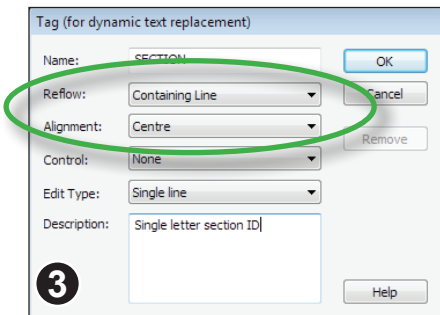 Tag (for dynamic text replacement)
Name: SECTION OK
Reflow: Containing Line Cancel
Alignment: Centre
Remove
Control: None
Edit Type: Single line
Description: Single letter section ID
3
Help